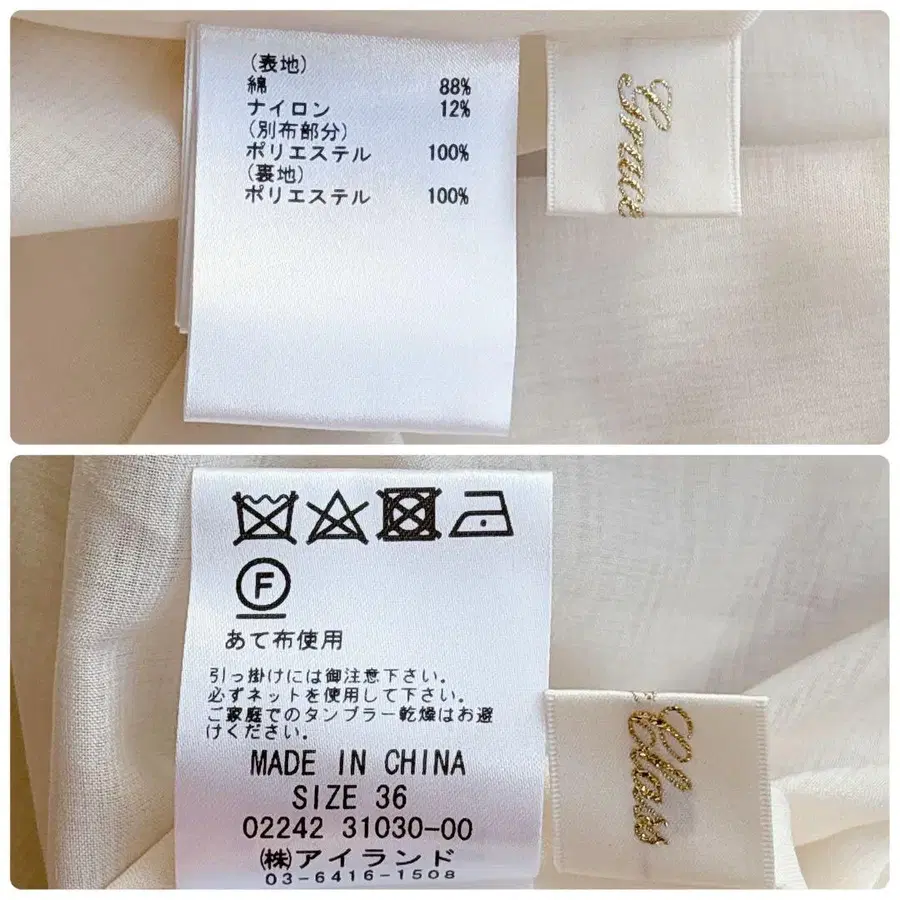 (表地)
綿 88%
ナイロン 12%
(別布部分)
ポリエステル 100%
(裏地)
ポリエステル 100%
Grace
F
あて布使用
引っ掛けには御注意下さい。
必ずネットを使用して下さい。
ご家庭でのタンブラー乾燥はお避
けください。
MADE IN CHINA
SIZE 36
02242 31030-00
(株)アイランド
03-6416-1508
Class